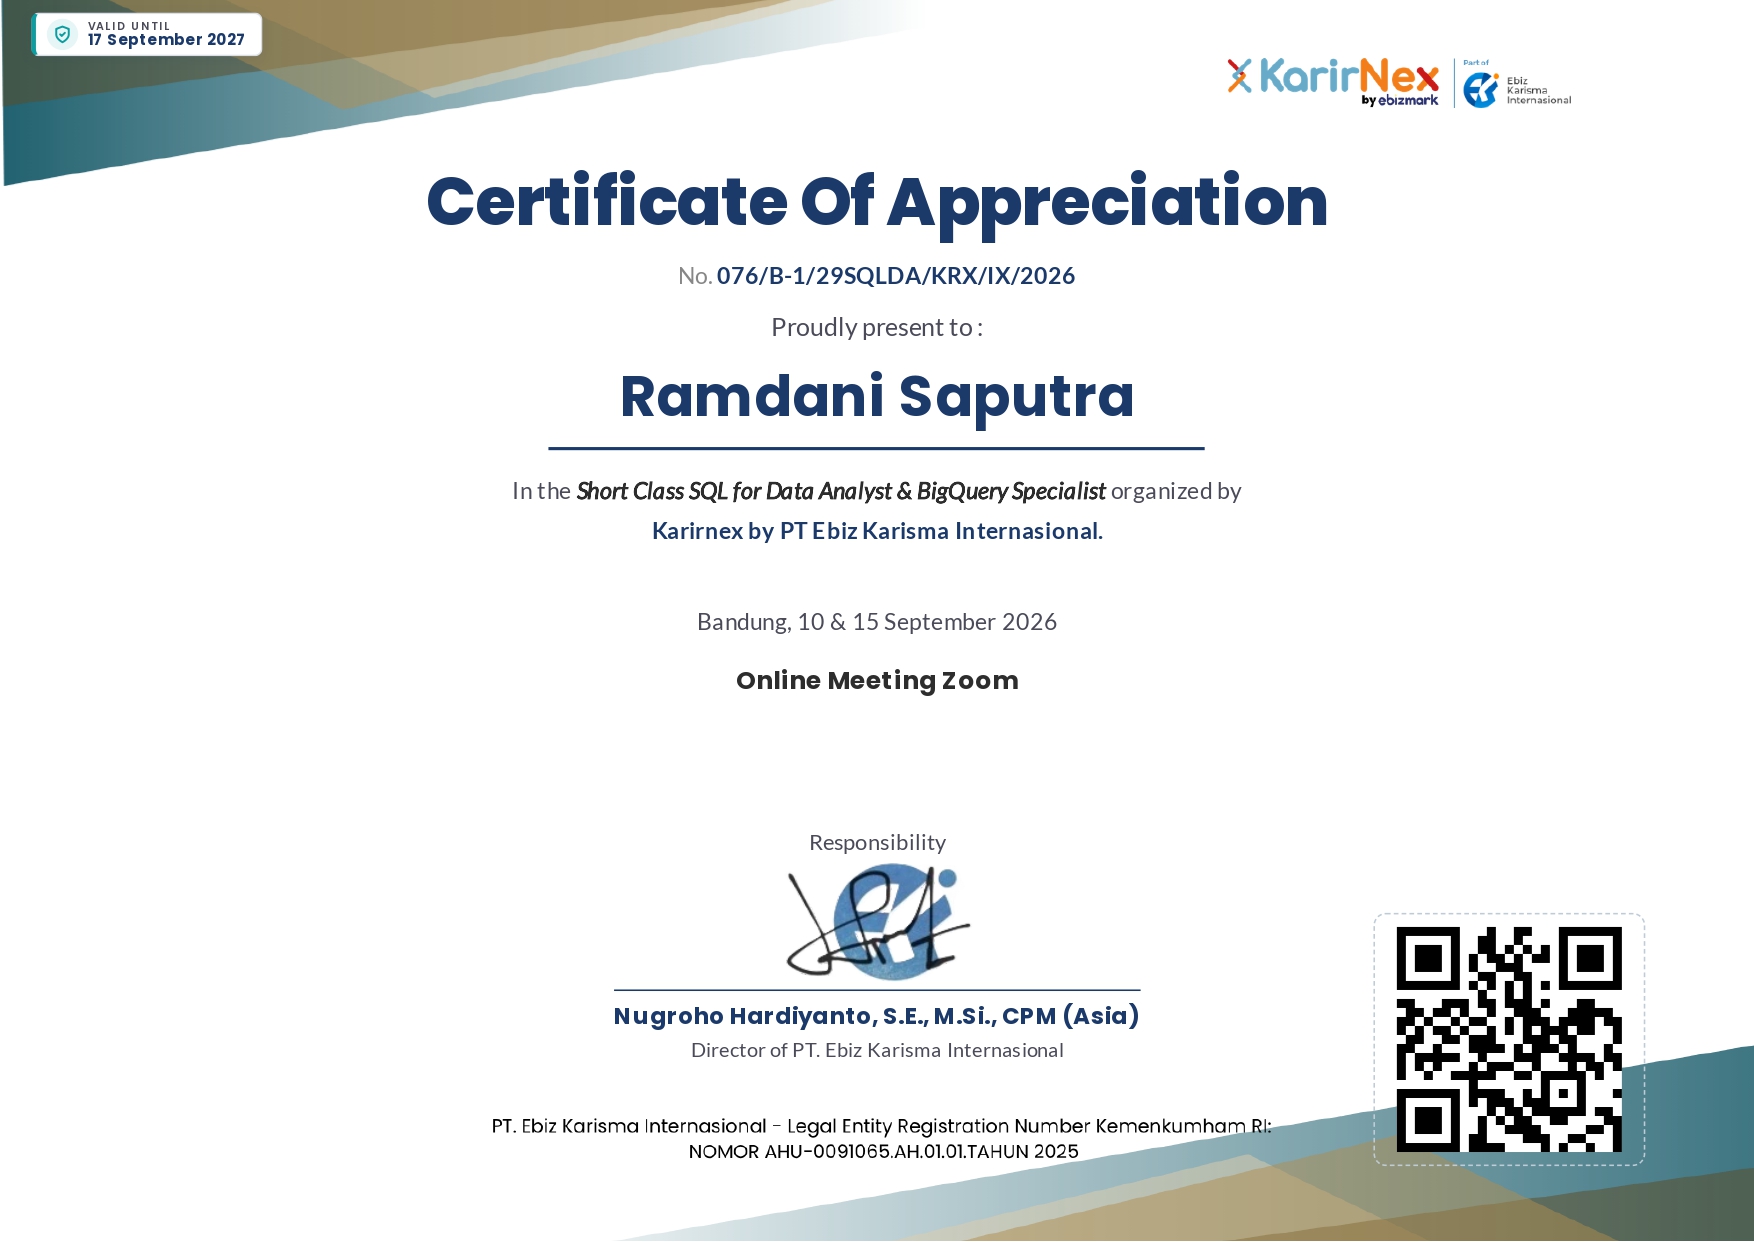 VALID UNTIL
17 September 2027
KarirNex
by ebizmark
Part of
Ebiz
Karisma
Internasional
Certificate Of Appreciation
No. 076/B-1/29SQLDA/KRX/IX/2026
Proudly present to :
Ramdani Saputra
In the Short Class SQL for Data Analyst & BigQuery Specialist organized by
Karirnex by PT Ebiz Karisma Internasional.
Bandung, 10 & 15 September 2026
Online Meeting Zoom
Responsibility
Nugroho Hardiyanto, S.E., M.Si., CPM (Asia)
Director of PT. Ebiz Karisma Internasional
PT. Ebiz Karisma Internasional - Legal Entity Registration Number Kemenkumham RI:
NOMOR AHU-0091065.AH.01.01.TAHUN 2025